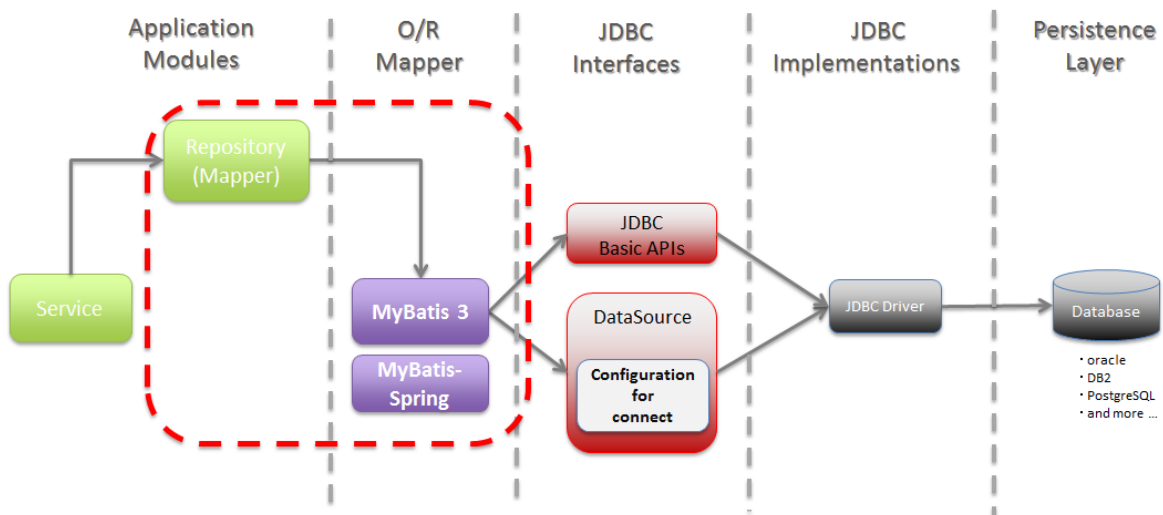 Application
Modules
O/R
Mapper
JDBC
Interfaces
JDBC
Implementations
Persistence
Layer
Repository
(Mapper)
Service
MyBatis 3
MyBatis-
Spring
JDBC
Basic APIs
DataSource
Configuration
for
connect
JDBC Driver
Database
・oracle
・DB2
・PostgreSQL
・and more ...